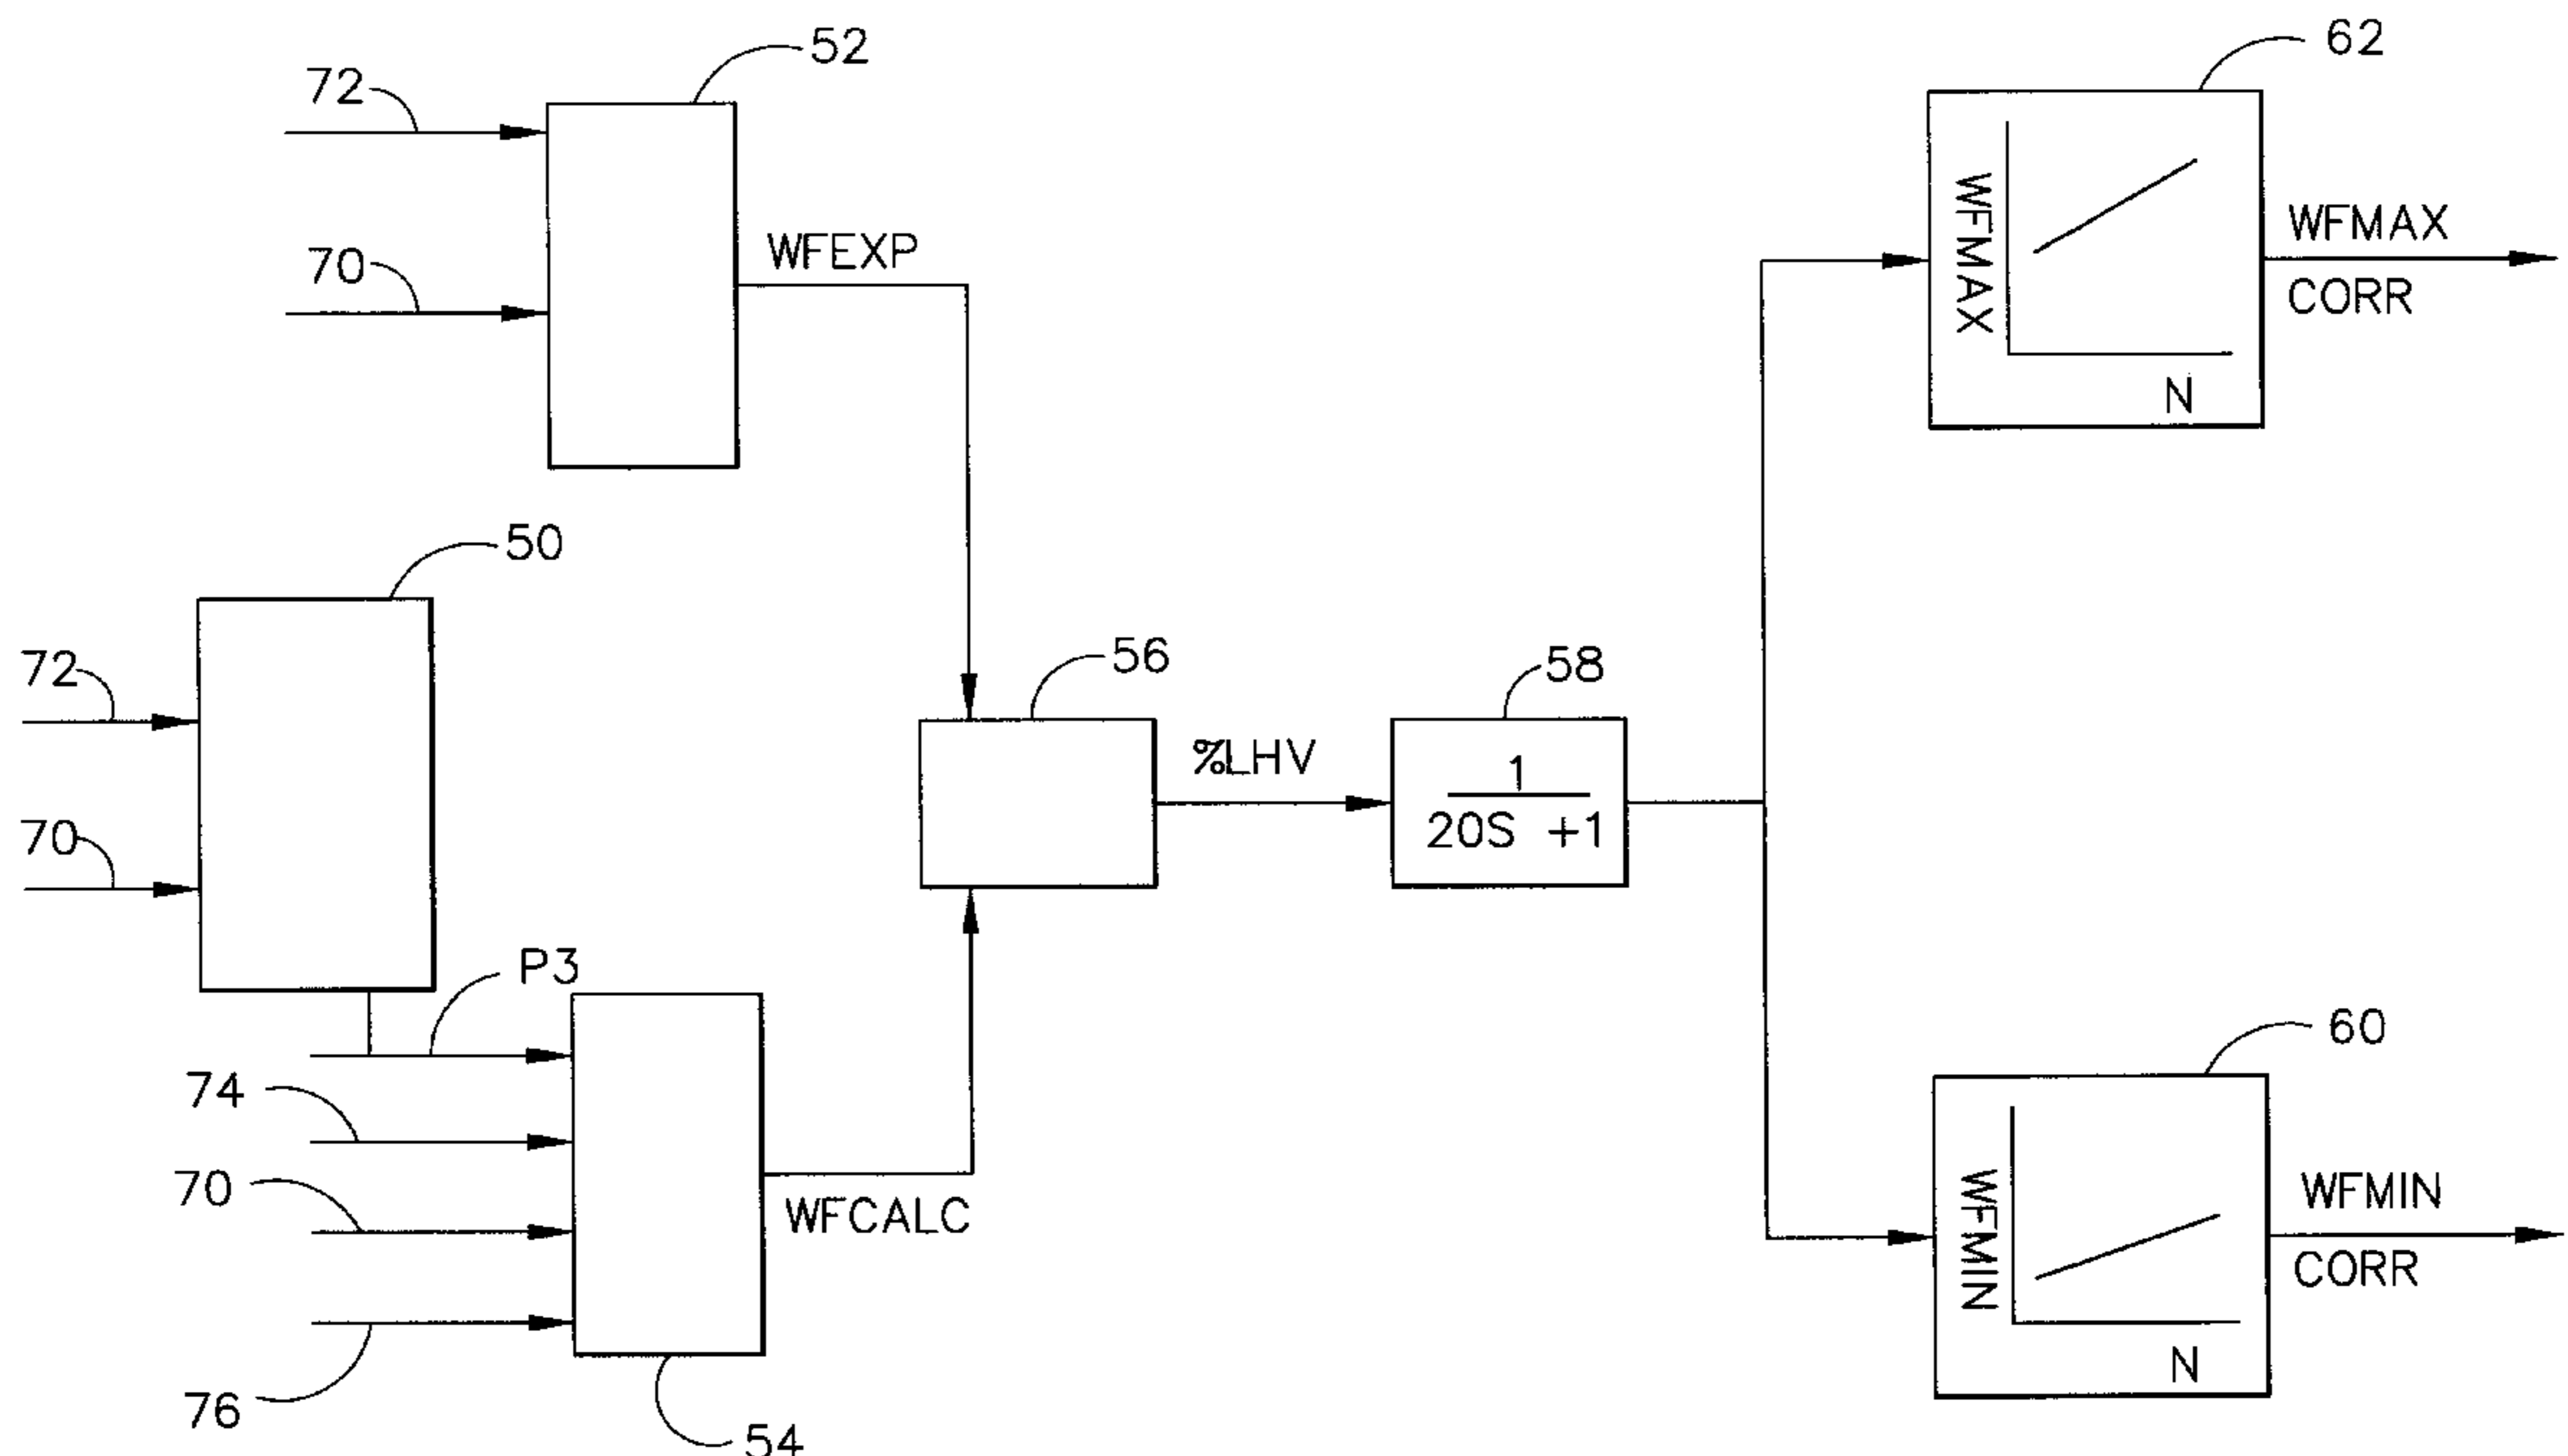 52
62
72
70
WFEXP
WFMAX
N
WFMAX
CORR
50
72
70
56
%LHV
58
1
20S +1
P3
74
70
76
54
WFCALC
60
WFMIN
N
WFMIN
CORR